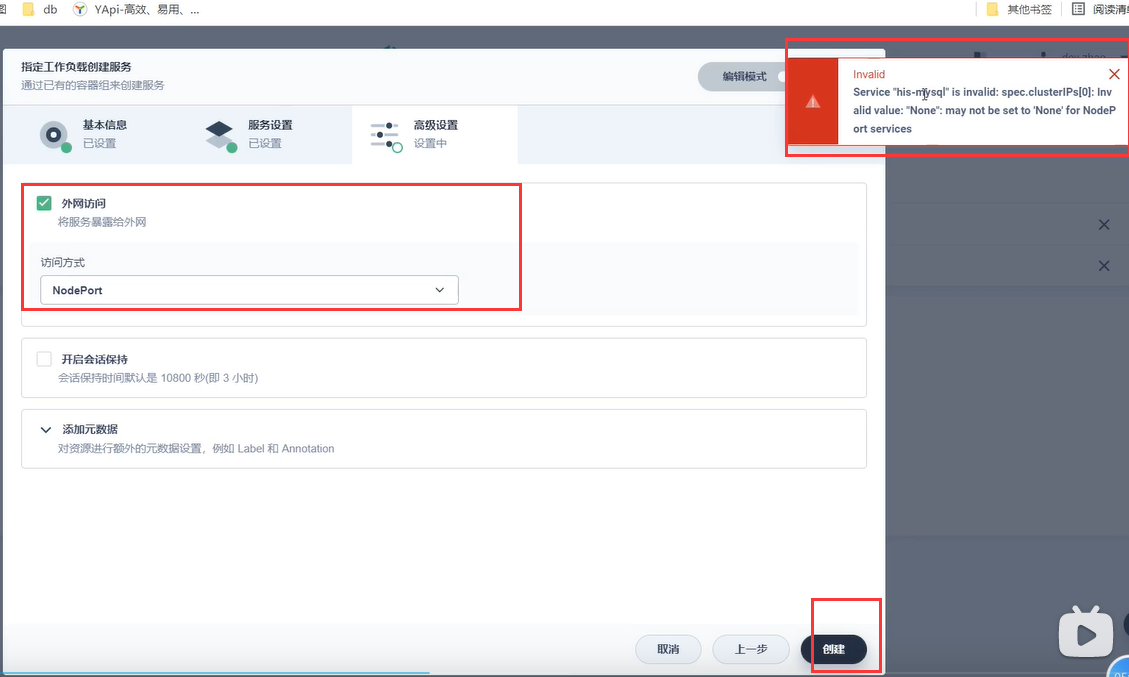 db
YApi-高效、易用、...
其他书签
指定工作负载创建服务
通过已有的容器组来创建服务
编辑模式
Invalid
Service "his-mysql" is invalid: spec.clusterIPs[0]: Inv
alid value: "None": may not be set to 'None' for NodeP
ort services
基本信息
已设置
服务设置
已设置
高级设置
设置中
外网访问
将服务暴露给外网
访问方式
NodePort
开启会话保持
会话保持时间默认是 10800 秒(即 3 小时)
添加元数据
对资源进行额外的元数据设置，例如 Label 和 Annotation
取消
上一步
创建